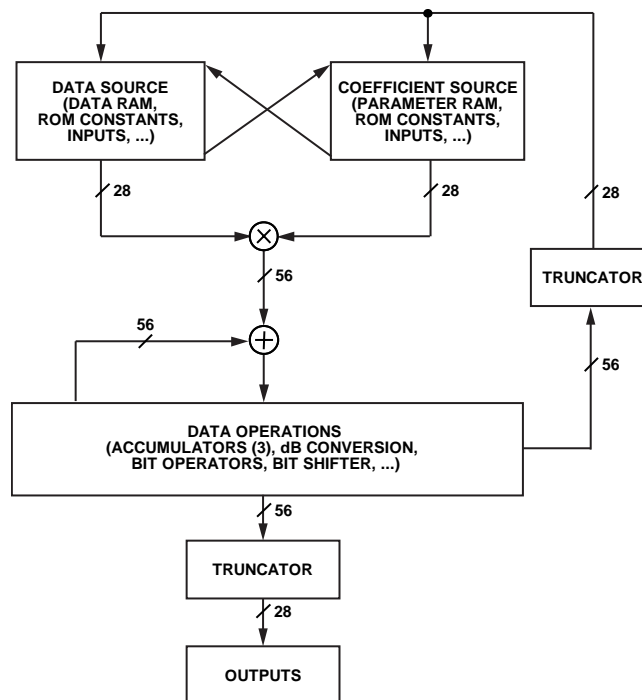 DATA SOURCE
(DATA RAM,
ROM CONSTANTS,
INPUTS, ...)
COEFFICIENT SOURCE
(PARAMETER RAM,
ROM CONSTANTS,
INPUTS, ...)
28
28
28
TRUNCATOR
56
56
56
DATA OPERATIONS
(ACCUMULATORS (3), dB CONVERSION,
BIT OPERATORS, BIT SHIFTER, ...)
56
TRUNCATOR
28
OUTPUTS